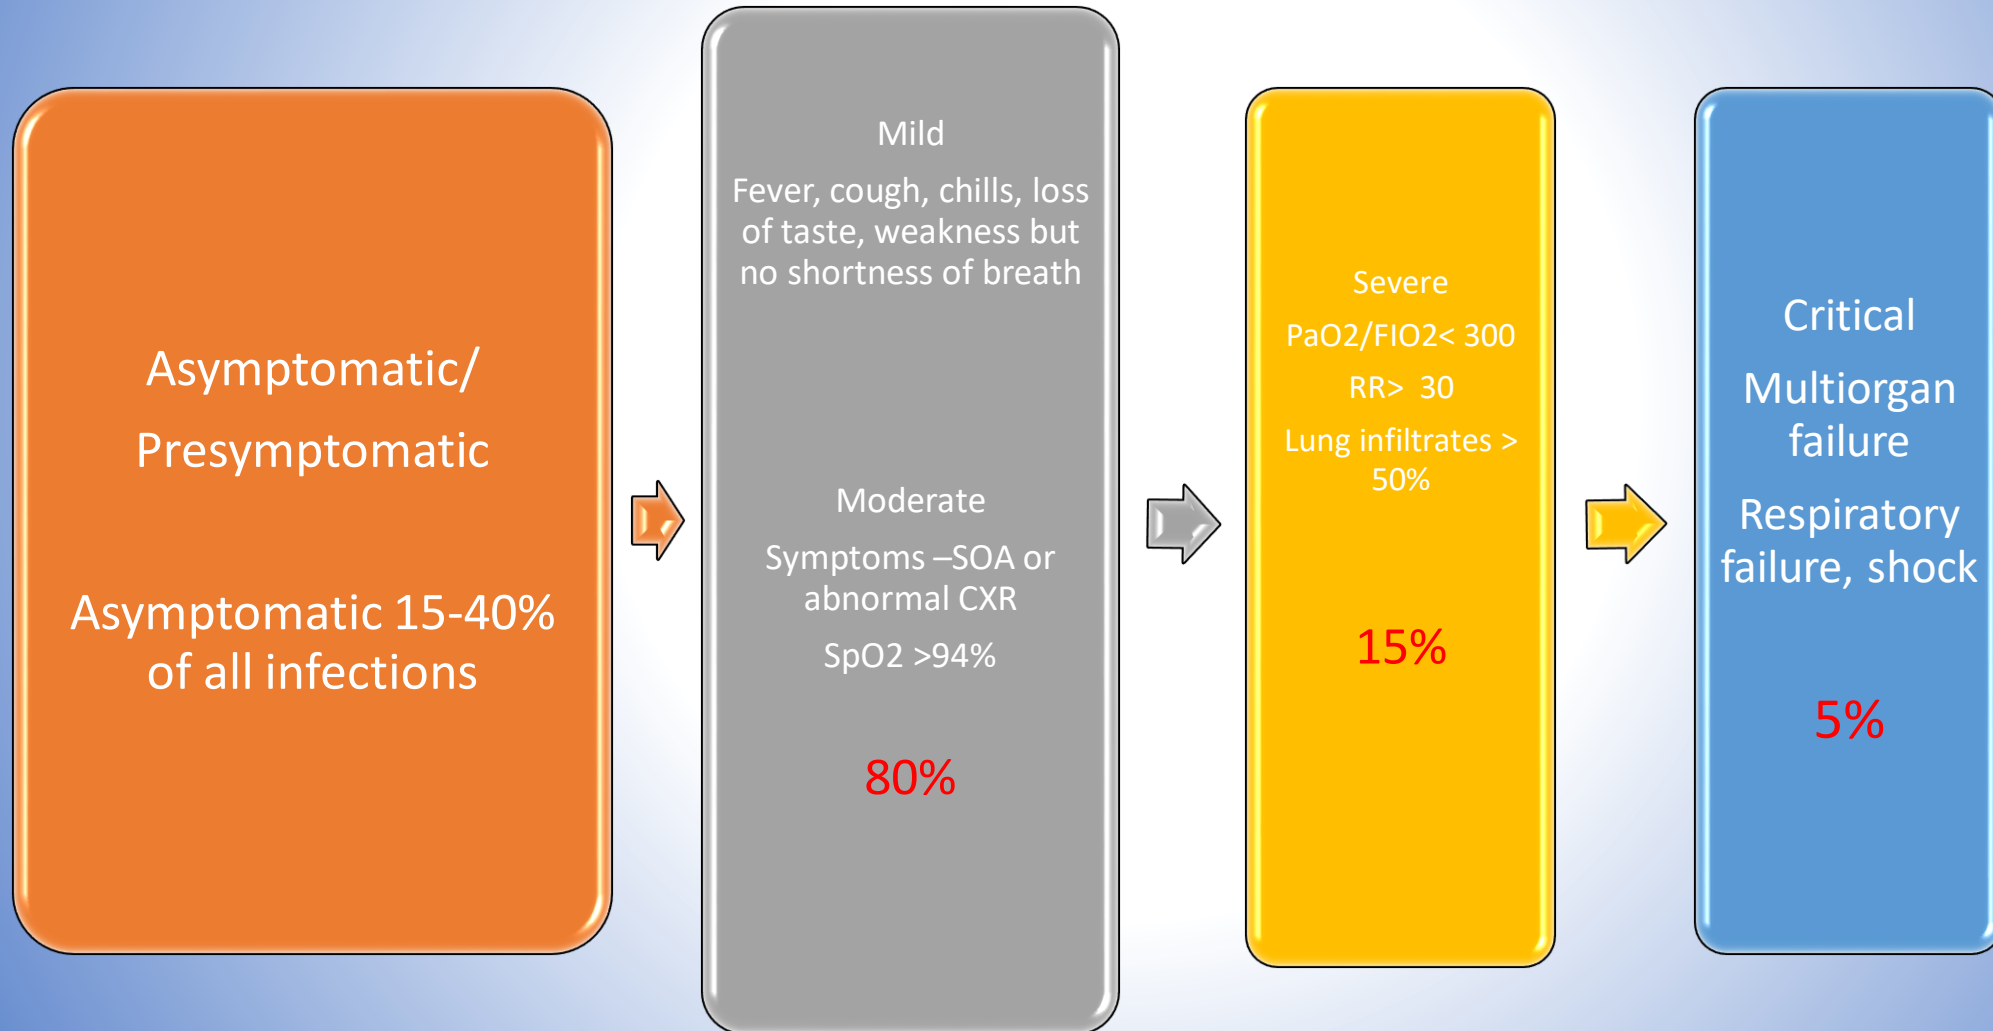 Asymptomatic/
Presymptomatic
Asymptomatic 15-40%
of all infections
Mild
Fever, cough, chills, loss
of taste, weakness but
no shortness of breath
Moderate
Symptoms –SOA or
abnormal CXR
SpO2 >94%
80%
Severe
PaO2/FIO2< 300
RR>  30
Lung infiltrates >
50%
15%
Critical
Multiorgan
failure
Respiratory
failure, shock
5%